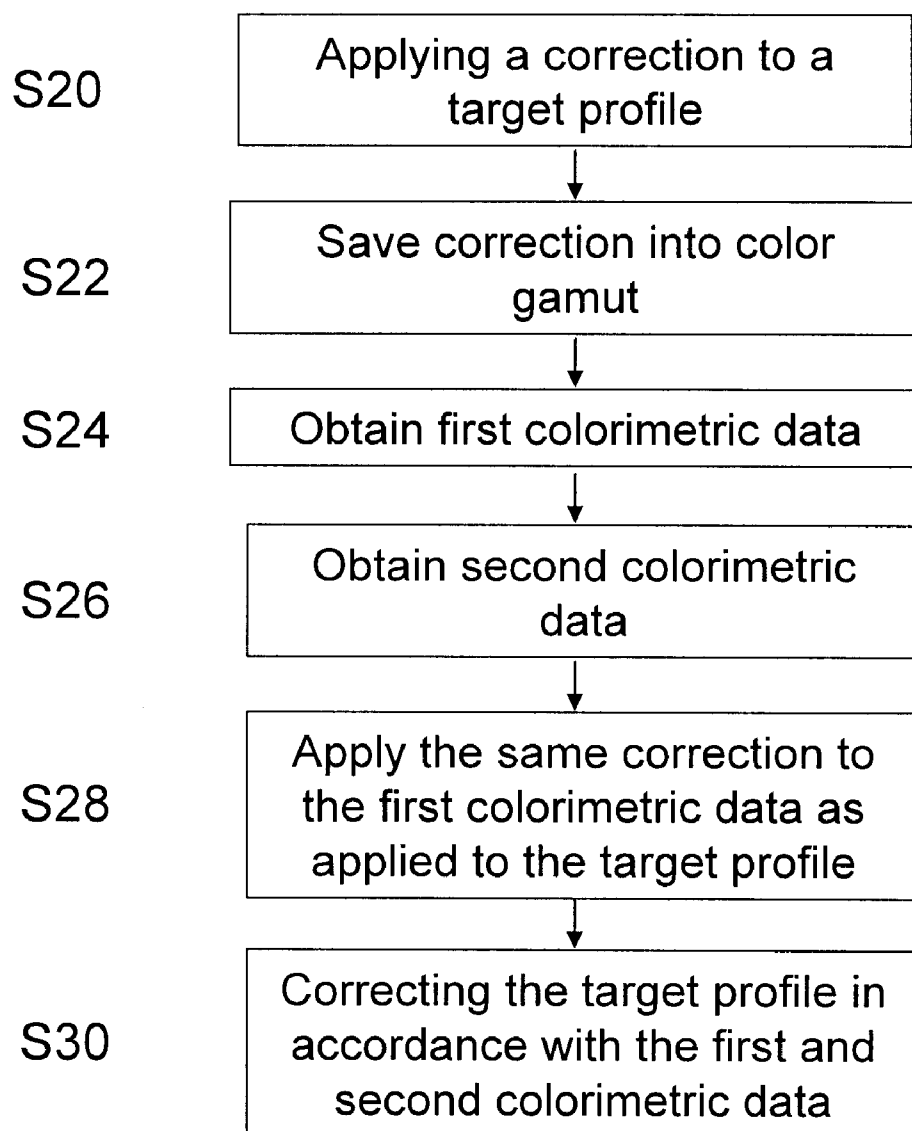 S20
Applying a correction to a
target profile
S22
Save correction into color
gamut
S24
Obtain first colorimetric data
S26
Obtain second colorimetric
data
S28
Apply the same correction to
the first colorimetric data as
applied to the target profile
S30
Correcting the target profile in
accordance with the first and
second colorimetric data